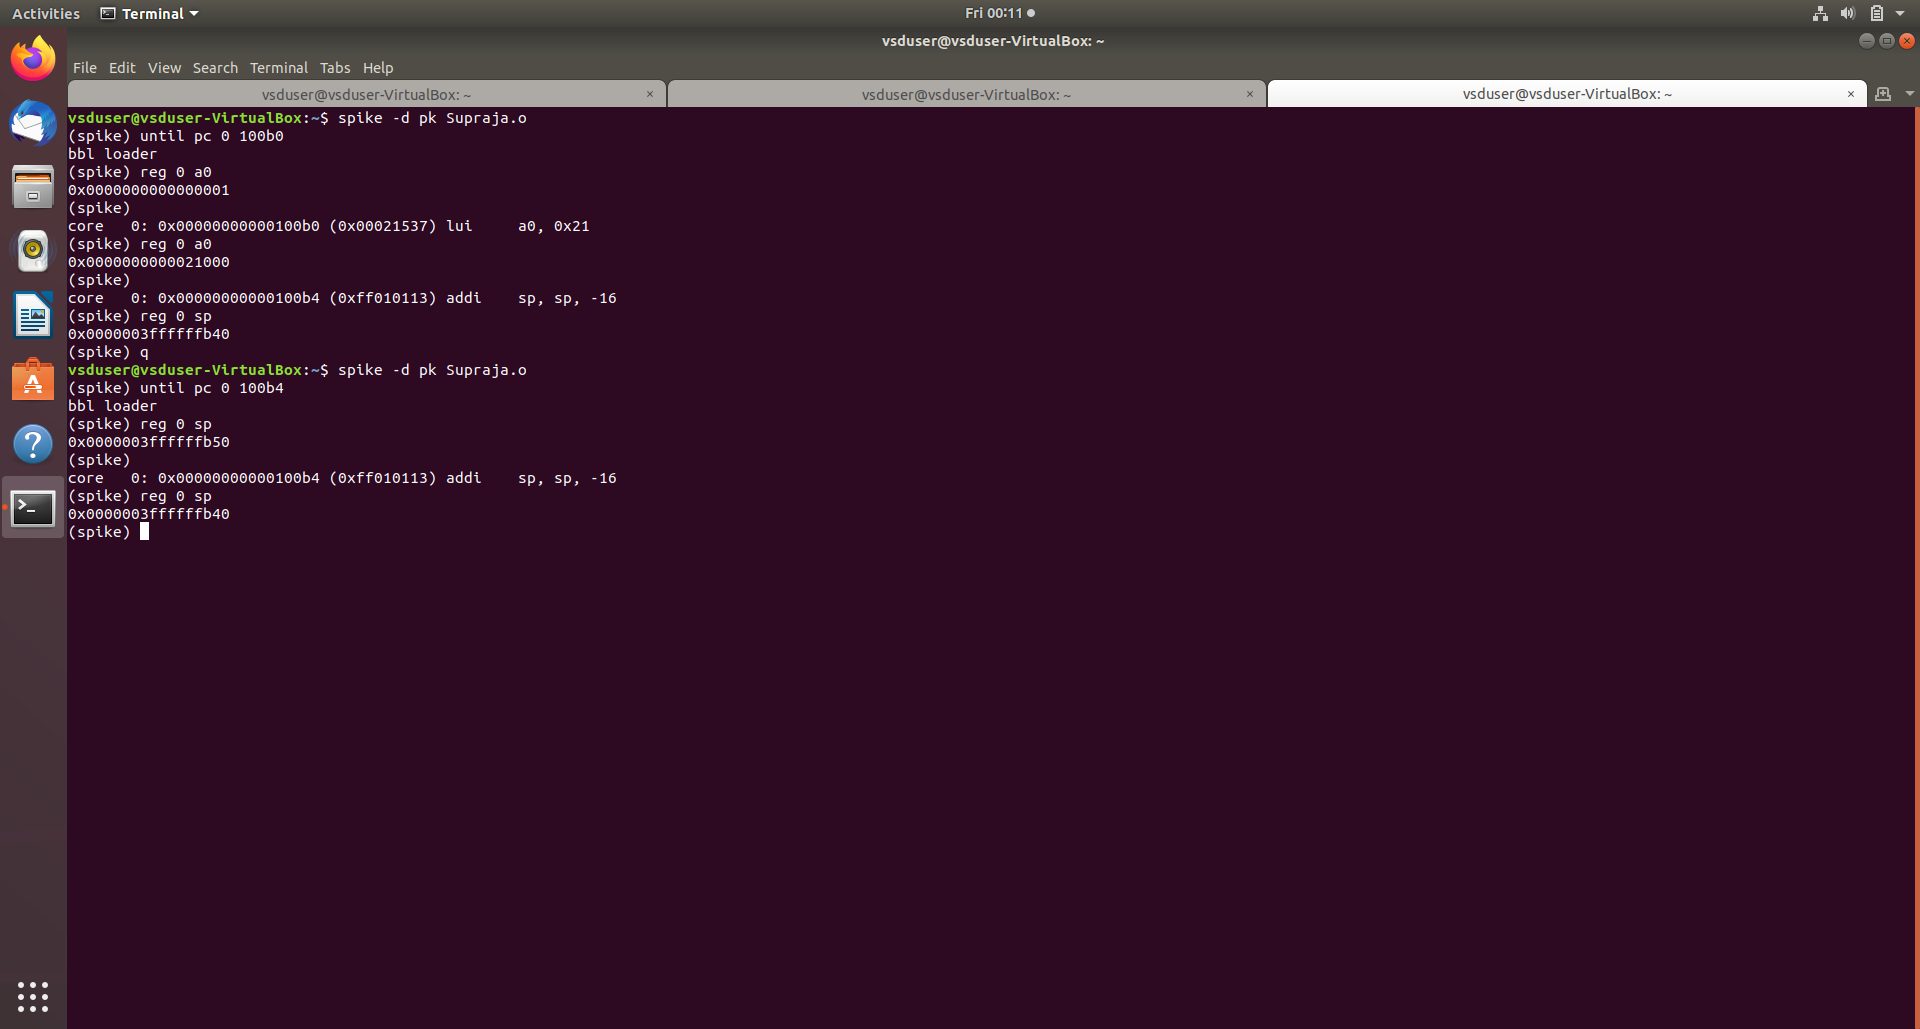 Activities Terminal Fri 00:11
vsduser@vsduser-VirtualBox: ~
File Edit View Search Terminal Tabs Help
vsduser@vsduser-VirtualBox: ~ × vsduser@vsduser-VirtualBox: ~ × vsduser@vsduser-VirtualBox: ~ ×
vsduser@vsduser-VirtualBox:~$ spike -d pk Supraja.o
(spike) until pc 0 100b0
bbl loader
(spike) reg 0 a0
0x0000000000000001
(spike)
core   0: 0x00000000000100b0 (0x00021537) lui     a0, 0x21
(spike) reg 0 a0
0x0000000000021000
(spike)
core   0: 0x00000000000100b4 (0xff010113) addi    sp, sp, -16
(spike) reg 0 sp
0x0000003ffffffb40
(spike) q
vsduser@vsduser-VirtualBox:~$ spike -d pk Supraja.o
(spike) until pc 0 100b4
bbl loader
(spike) reg 0 sp
0x0000003ffffffb50
(spike)
core   0: 0x00000000000100b4 (0xff010113) addi    sp, sp, -16
(spike) reg 0 sp
0x0000003ffffffb40
(spike)